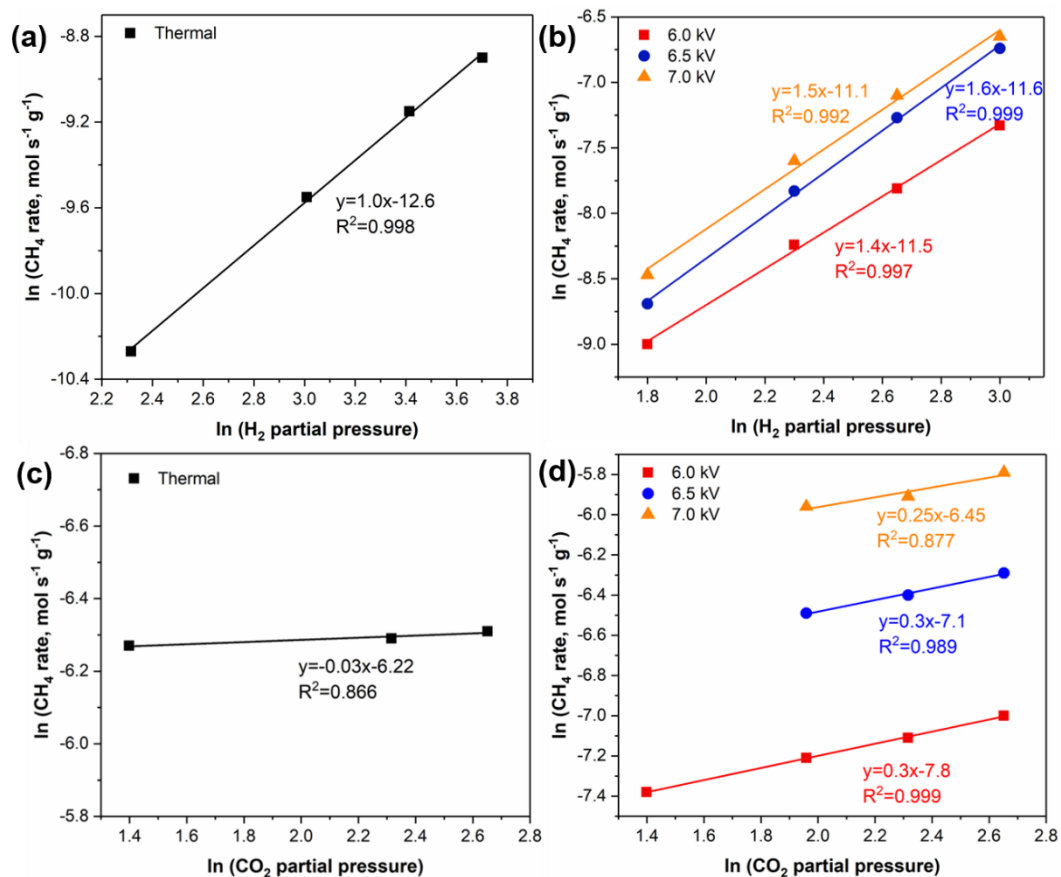 (a)
Thermal
y=1.0x-12.6
R²=0.998
-8.8
-9.2
-9.6
-10.0
-10.4
2.2 2.4 2.6 2.8 3.0 3.2 3.4 3.6 3.8
ln (H₂ partial pressure)
ln (CH₄ rate, mol s⁻¹ g⁻¹)
(b)
6.0 kV
6.5 kV
7.0 kV
y=1.5x-11.1
R²=0.992
y=1.6x-11.6
R²=0.999
y=1.4x-11.5
R²=0.997
-6.5
-7.0
-7.5
-8.0
-8.5
-9.0
1.8 2.0 2.2 2.4 2.6 2.8 3.0
ln (H₂ partial pressure)
ln (CH₄ rate, mol s⁻¹ g⁻¹)
(c)
Thermal
y=-0.03x-6.22
R²=0.866
-6.8
-6.6
-6.4
-6.2
-6.0
-5.8
1.4 1.6 1.8 2.0 2.2 2.4 2.6 2.8
ln (CO₂ partial pressure)
ln (CH₄ rate, mol s⁻¹ g⁻¹)
(d)
6.0 kV
6.5 kV
7.0 kV
y=0.25x-6.45
R²=0.877
y=0.3x-7.1
R²=0.989
y=0.3x-7.8
R²=0.999
-5.8
-6.0
-6.2
-6.6
-7.0
-7.2
-7.4
1.4 1.6 1.8 2.0 2.2 2.4 2.6 2.8
ln (CO₂ partial pressure)
ln (CH₄ rate, mol s⁻¹ g⁻¹)